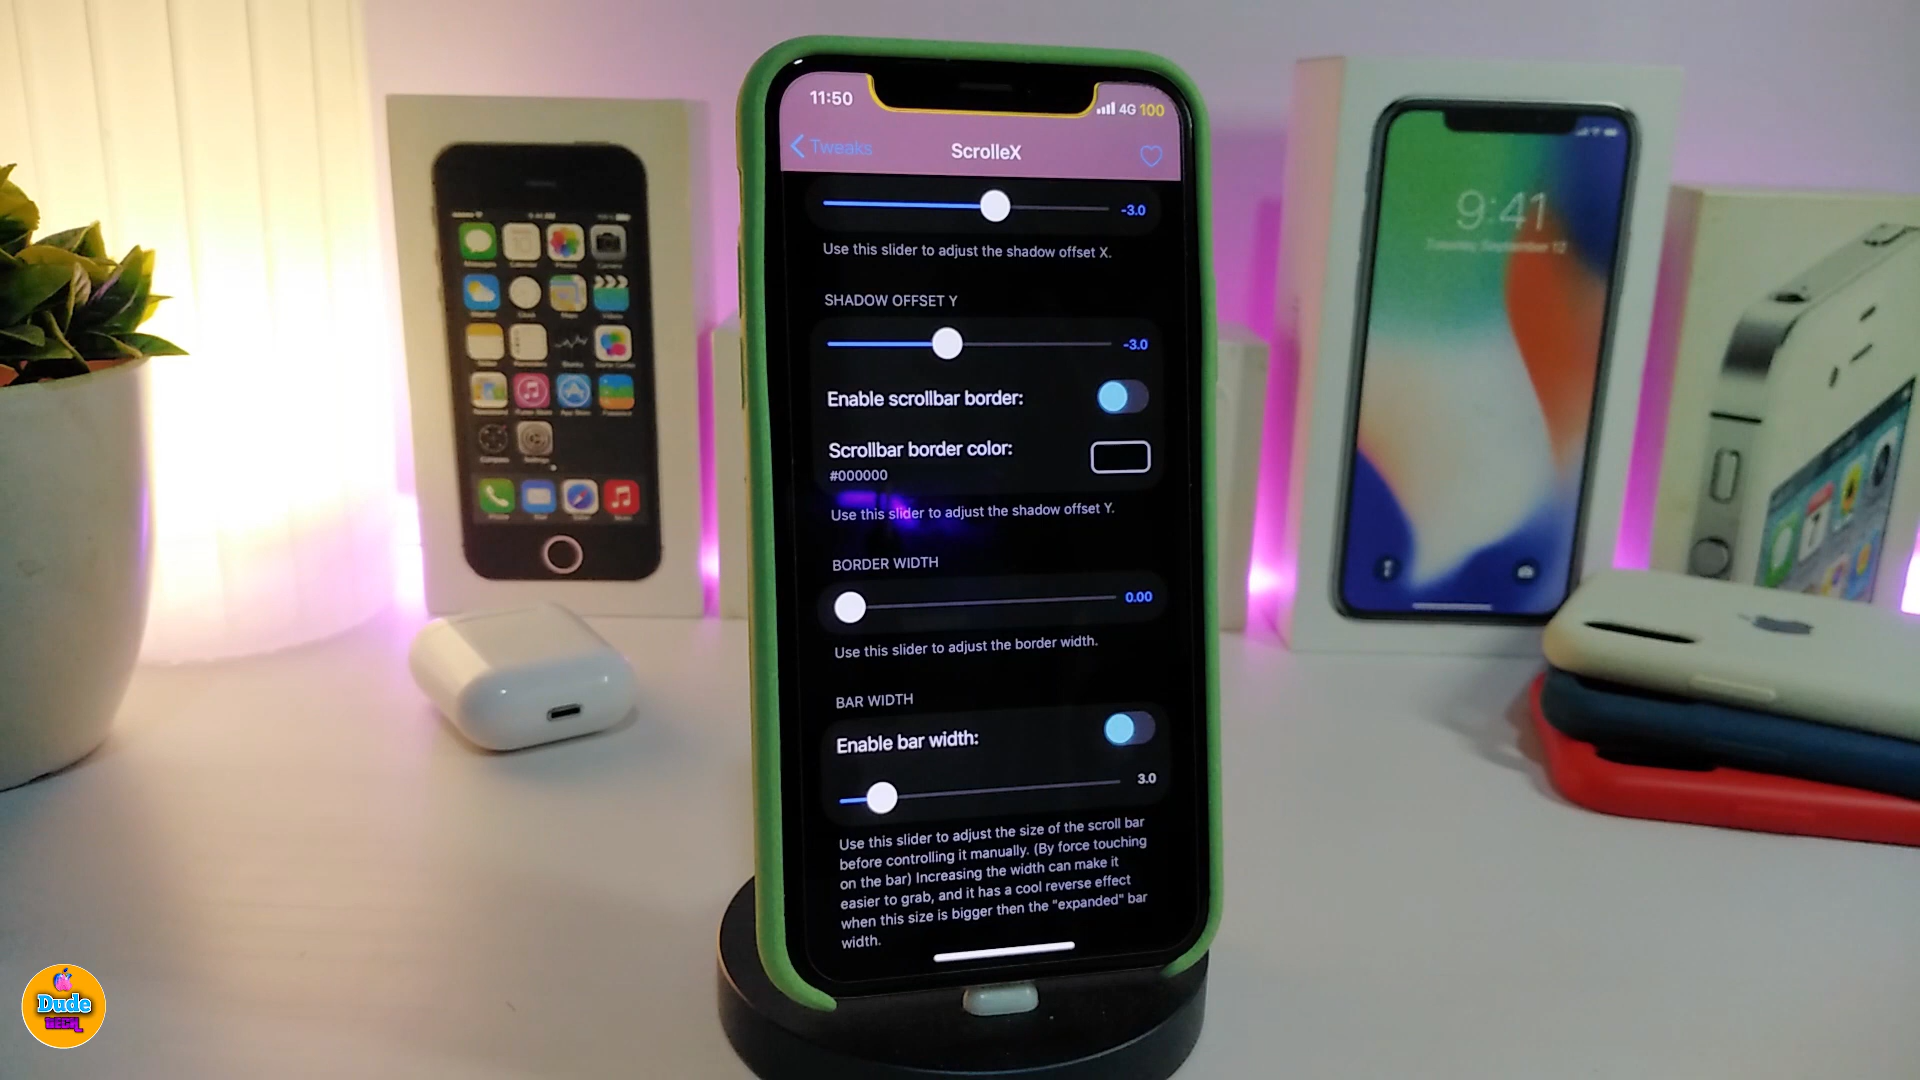 11:50
4G 100
Tweaks
ScrolleX
-3.0
Use this slider to adjust the shadow offset X.
SHADOW OFFSET Y
-3.0
Enable scrollbar border:
Scrollbar border color:
#000000
Use this slider to adjust the shadow offset Y.
BORDER WIDTH
0.00
Use this slider to adjust the border width.
BAR WIDTH
Enable bar width:
3.0
Use this slider to adjust the size of the scroll bar
before controlling it manually. (By force touching
on the bar) Increasing the width can make it
easier to grab, and it has a cool reverse effect
when this size is bigger then the "expanded" bar
width.
9:41
Tuesday, September 12
Dude
TECH